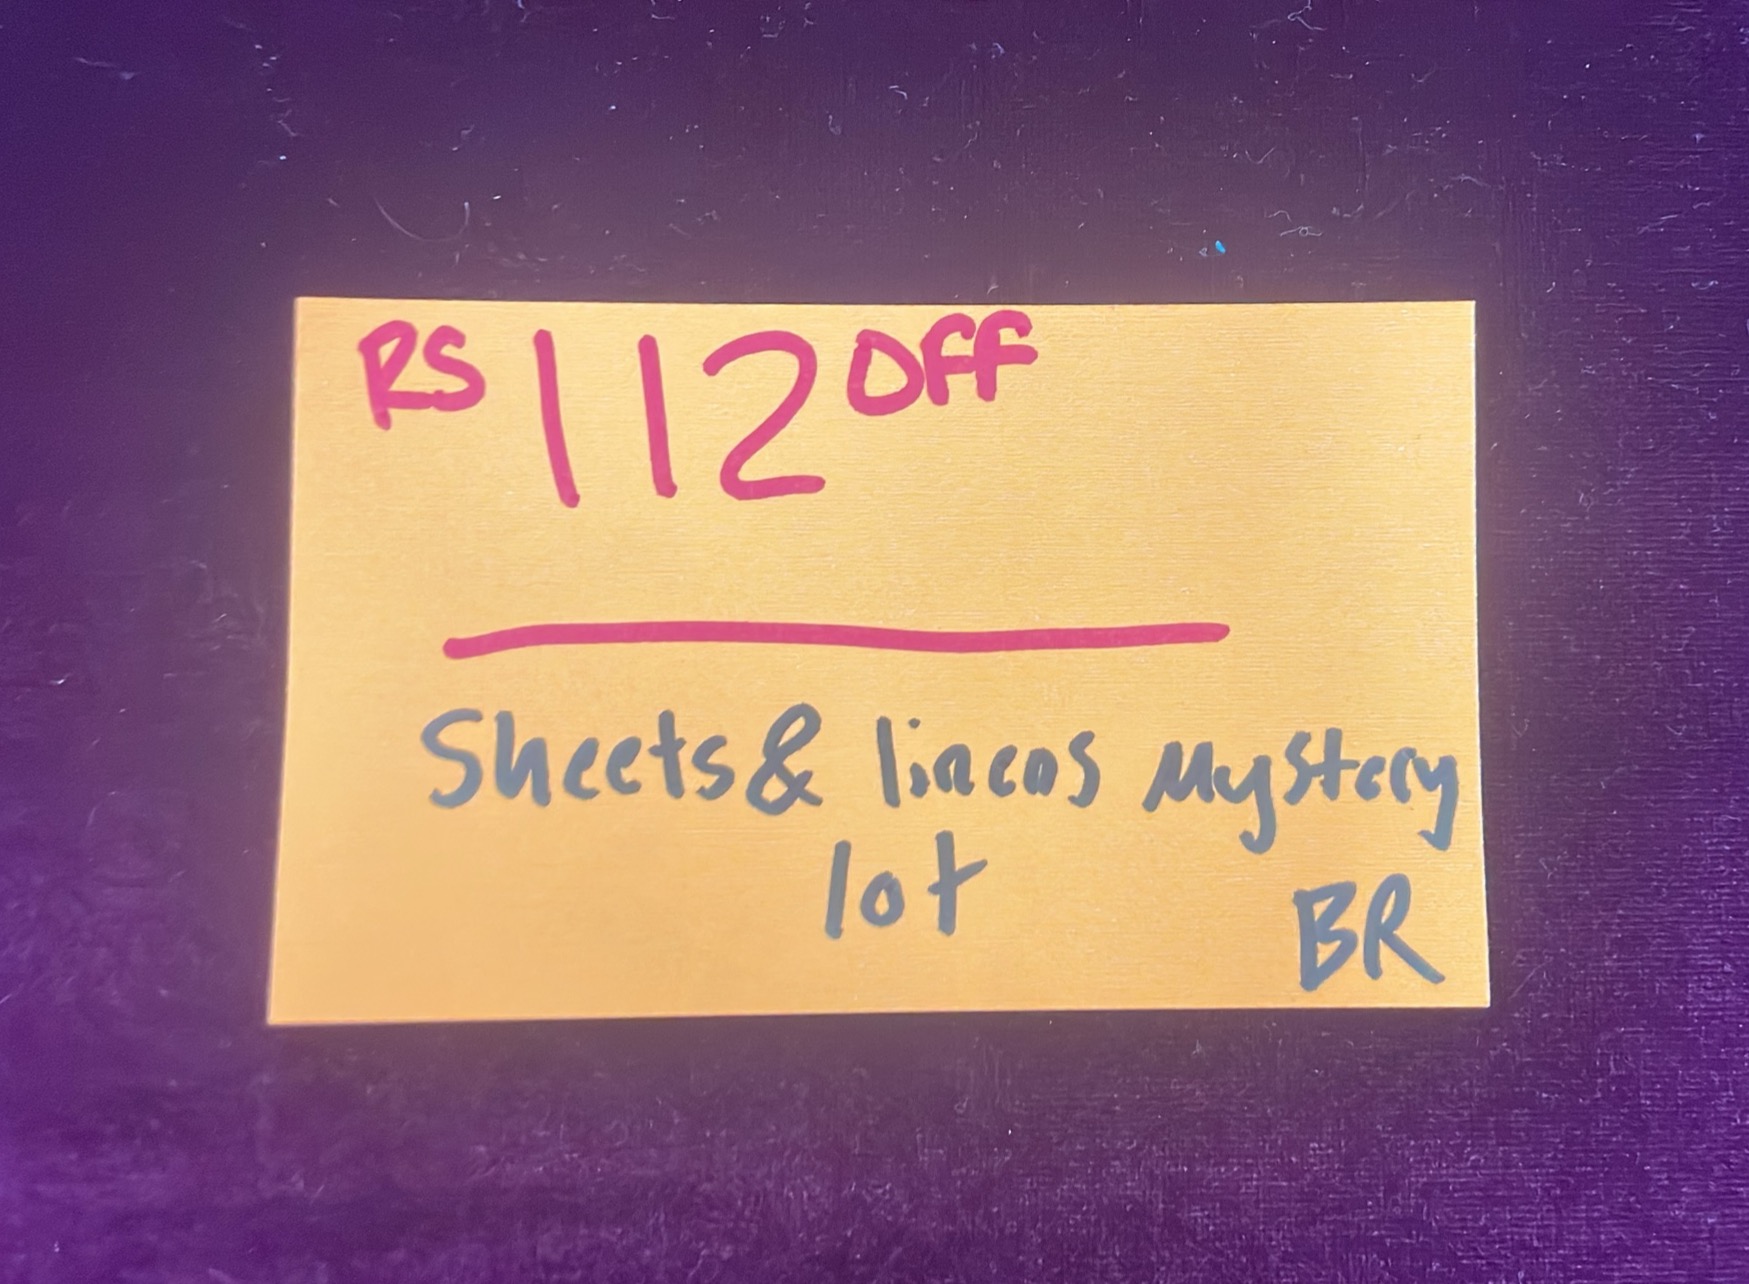 RS 112 OFF
Sheets & linens Mystery
lot
BR